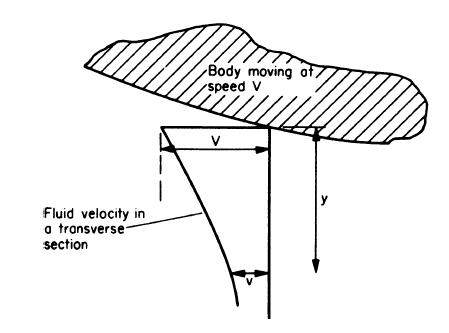 Body moving at
speed V
V
y
Fluid velocity in
a transverse
section
v